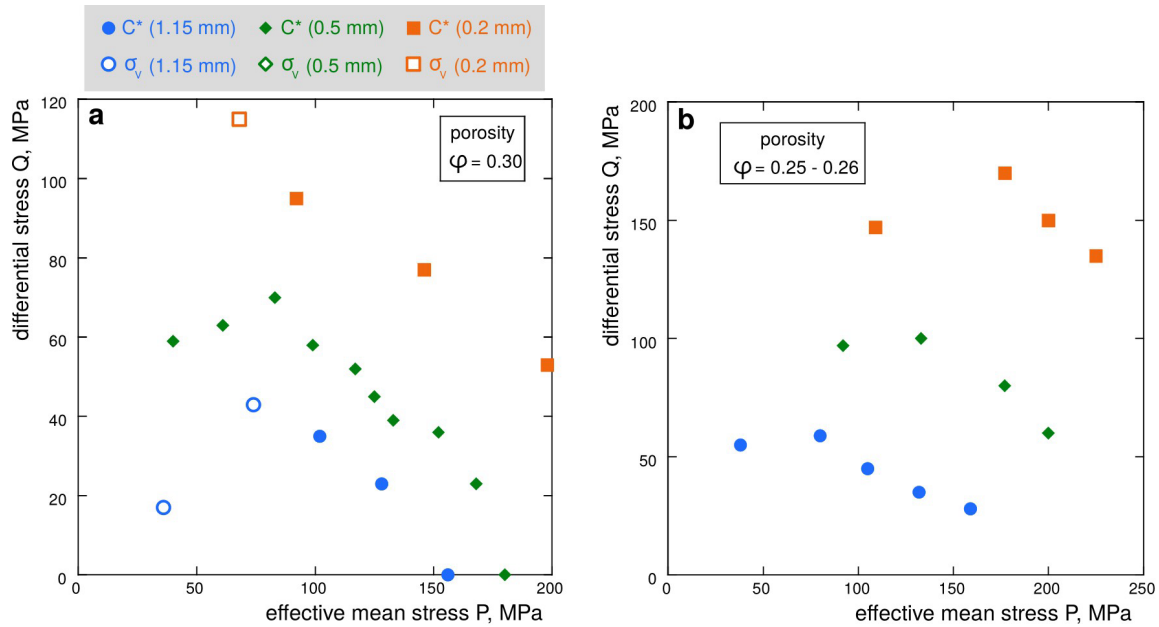 C* (1.15 mm) C* (0.5 mm) C* (0.2 mm)
σv (1.15 mm) σv (0.5 mm) σv (0.2 mm)
a
porosity
φ = 0.30
differential stress Q, MPa
120
100
80
60
40
20
0
0 50 100 150 200
effective mean stress P, MPa
b
porosity
φ = 0.25 - 0.26
differential stress Q, MPa
200
150
100
50
0
0 50 100 150 200 250
effective mean stress P, MPa